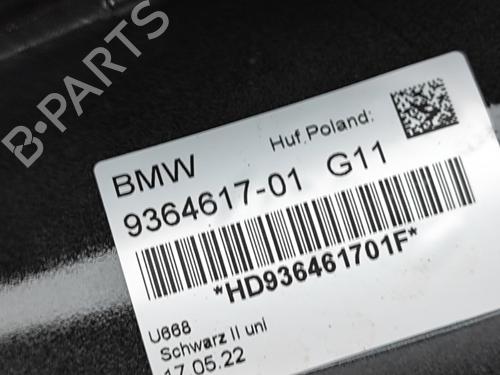 B-PARTS
BMW
Huf Poland:
9364617-01 G11
*HD936461701F*
U668
Schwarz II uni
17.05.22